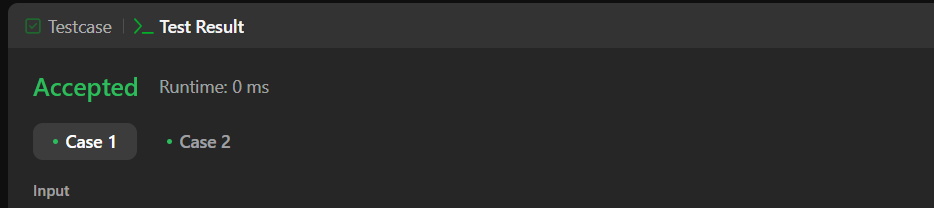 Testcase | Test Result
Accepted Runtime: 0 ms
• Case 1 • Case 2
Input